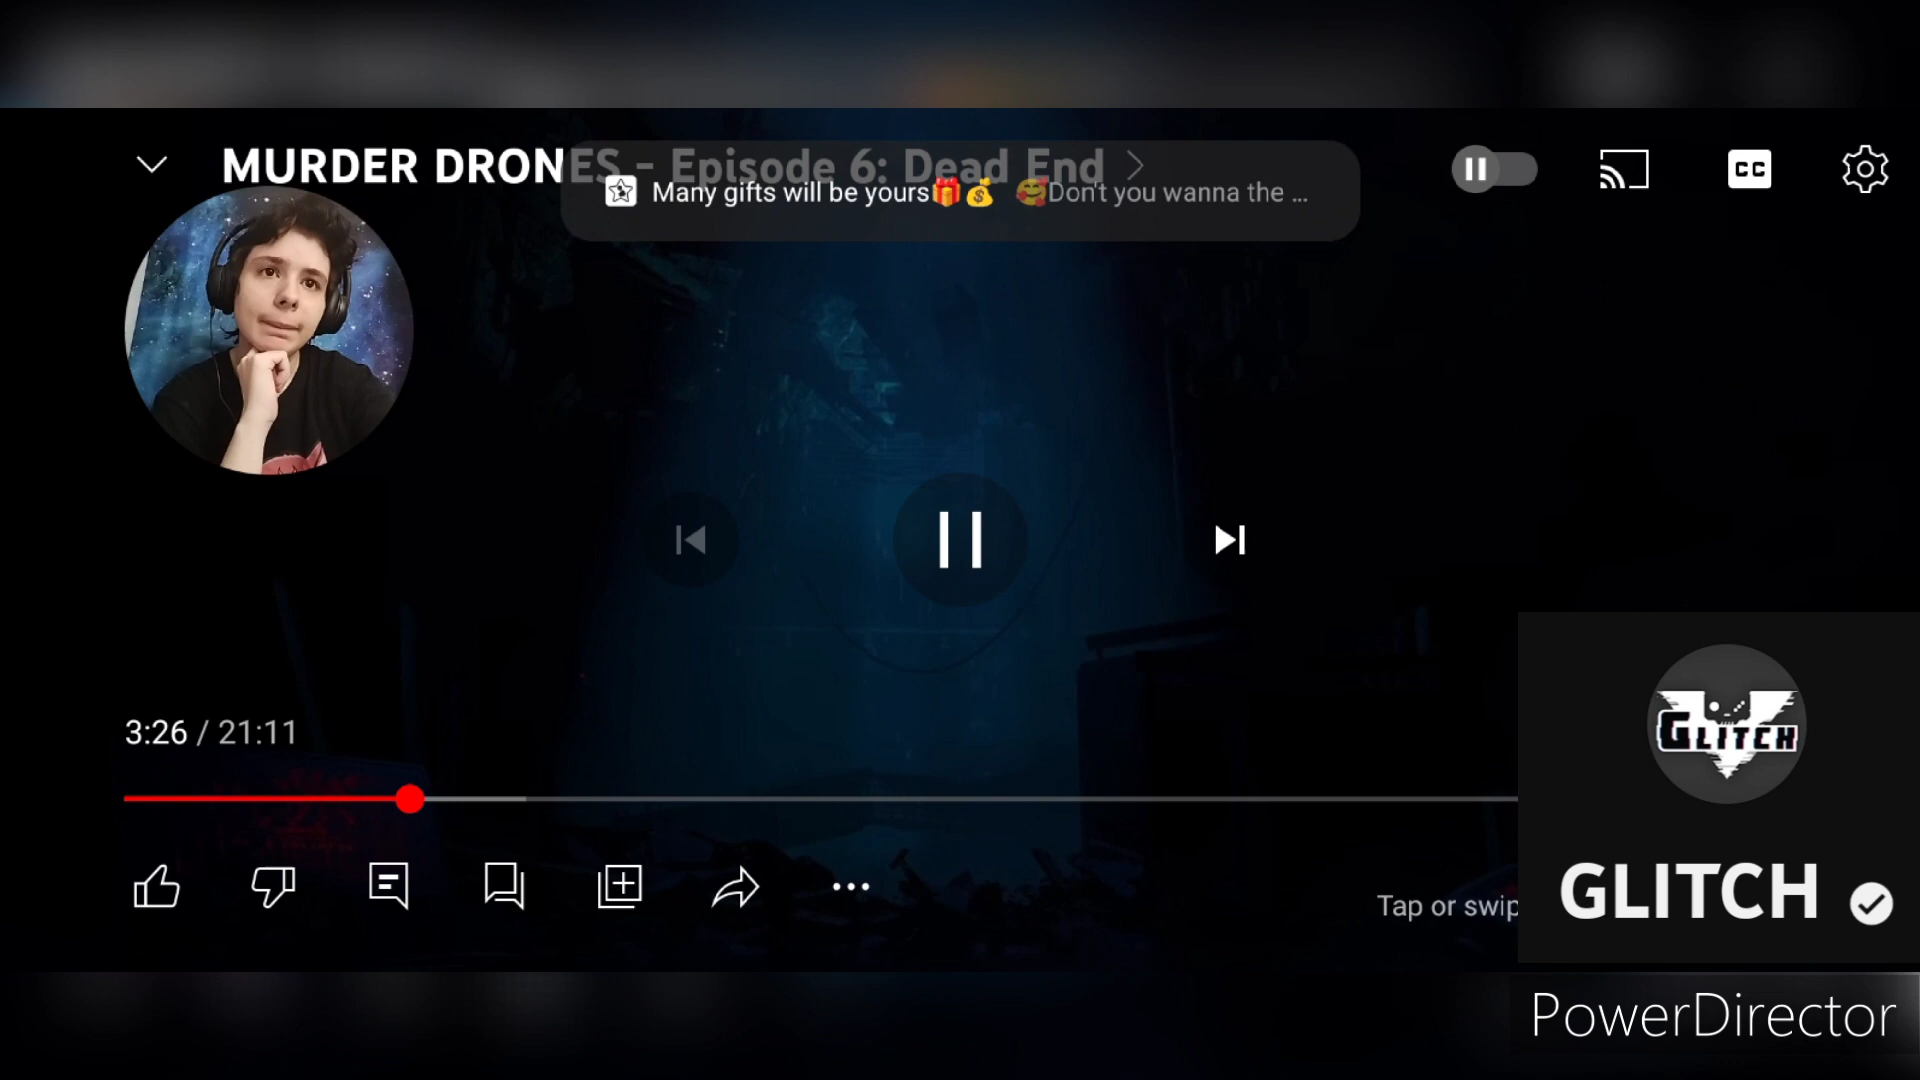 MURDER DRONES - Episode 6: Dead End
Many gifts will be yours🎁💰 🥰Don't you wanna the ...
CC
3:26 / 21:11
GLITCH
Tap or swip
GLITCH
PowerDirector